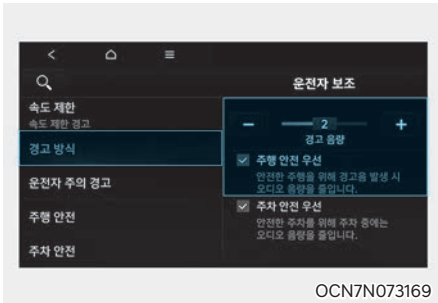 운전자 보조
속도 제한
속도 제한 경고
경고 방식
운전자 주의 경고
주행 안전
주차 안전
2
경고 음량
주행 안전 우선
안전한 주행을 위해 경고음 발생 시
오디오 음량을 줄입니다.
주차 안전 우선
안전한 주차를 위해 주차 중에는
오디오 음량을 줄입니다.
OCN7N073169